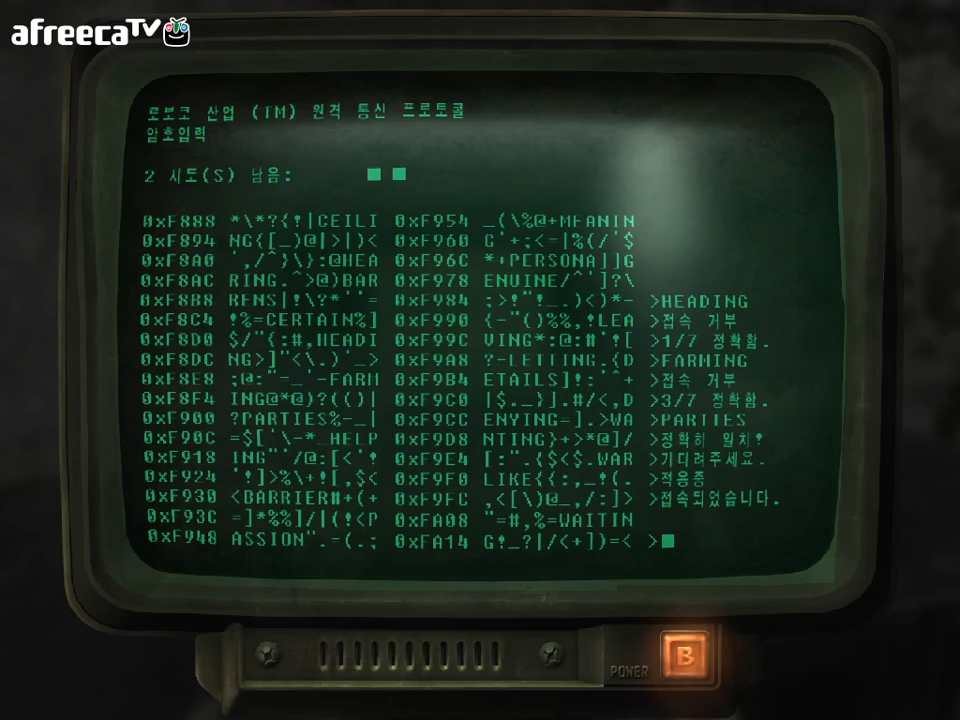 afreecaTV
로보코 산업 (TM) 원격 통신 프로토콜
암호입력
2 시도(S) 남음: ■ ■
0xF888 *\*?{!|CEILI 0xF954 _(\%@+MEANIN
0xF894 NG{[_)@|>|)< 0xF960 G'+;<=|%(/'$
0xF8A0 ',/^}\}:@HEA 0xF96C *+PERSONA]]G
0xF8AC RING.^>@)BAR 0xF978 ENUINE/^']?\
0xF8B8 RENS|!\?*''= 0xF984 ;>!"!_.)<)*- >HEADING
0xF8C4 !%=CERTAIN%] 0xF990 {-"()%%,!LEA >접속 거부
0xF8D0 $/"{:#,HEADI 0xF99C VING*:@:#'![ >1/7 정확함.
0xF8DC NG>]"<\.)'_> 0xF9A8 ?-LETTING.{D >FARMING
0xF8E8 ;@:"=_'-FARM 0xF9B4 ETAILS]!:'^+ >접속 거부
0xF8F4 ING@*@)?(()| 0xF9C0 |$._}].#/<,D >3/7 정확함.
0xF900 ?PARTIES%-_| 0xF9CC ENYING=].>WA >PARTIES
0xF90C =$['\-*_HELP 0xF9D8 NTING}+>*@]/ >정확히 일치!
0xF918 ING"'/@:[<'! 0xF9E4 [:".{$<$.WAR >기다려주세요.
0xF924 '!]>%\+![,$< 0xF9F0 LIKE{{:,_!(. >적응중
0xF930 <BARRIER#+(+ 0xF9FC ,<[\)@_,/:]> >접속되었습니다.
0xF93C =]*%%]/|(!<P 0xFA08 "=#,%=WAITIN
0xF948 ASSION".=(.; 0xFA14 G!_?|/<+])=< >■
POWER B